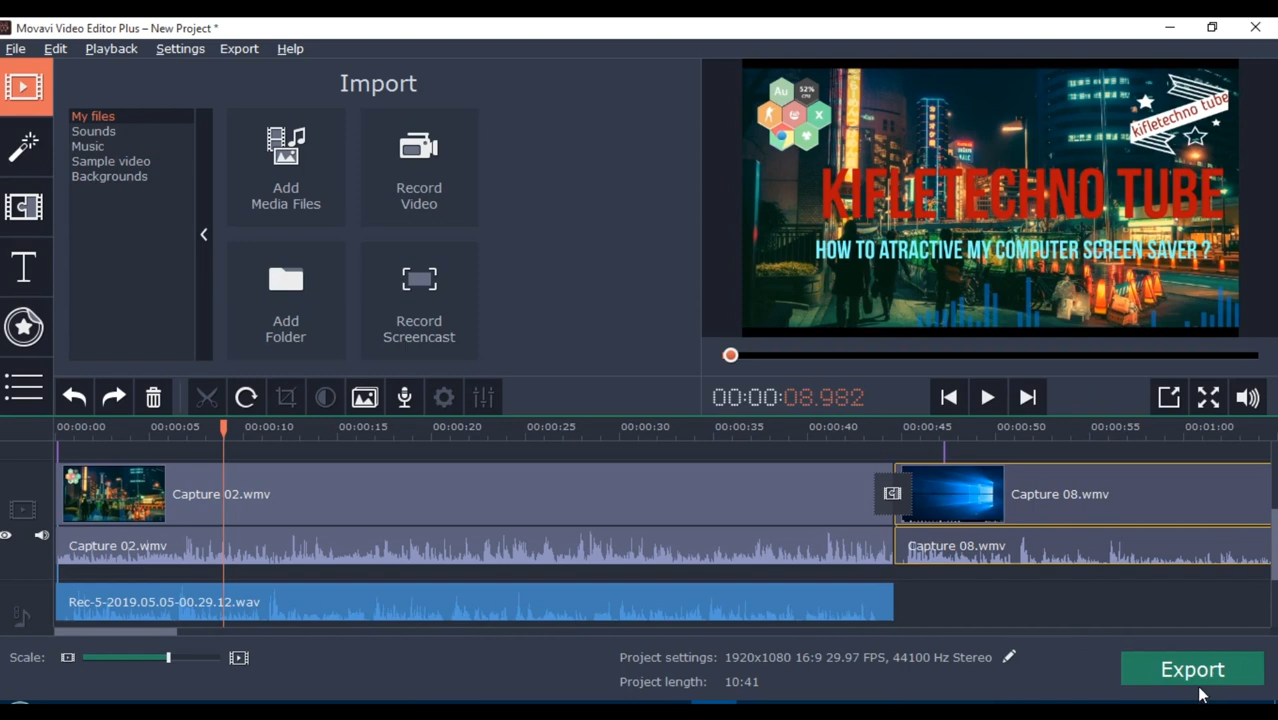 Movavi Video Editor Plus – New Project *
File Edit Playback Settings Export Help
Import
My files
Sounds
Music
Sample video
Backgrounds
Add
Media Files
Record
Video
Add
Folder
Record
Screencast
Au
52%
CPU
X
kifletechno tube
KIFLETECHNO TUBE
HOW TO ATRACTIVE MY COMPUTER SCREEN SAVER ?
T
00:00:08.982
00:00:00 00:00:05 00:00:10 00:00:15 00:00:20 00:00:25 00:00:30 00:00:35 00:00:40 00:00:45 00:00:50 00:00:55 00:01:00
Capture 02.wmv
Capture 08.wmv
Capture 02.wmv
Capture 08.wmv
Rec-5-2019.05.05-00.29.12.wav
Scale:
Project settings: 1920x1080 16:9 29.97 FPS, 44100 Hz Stereo
Project length: 10:41
Export